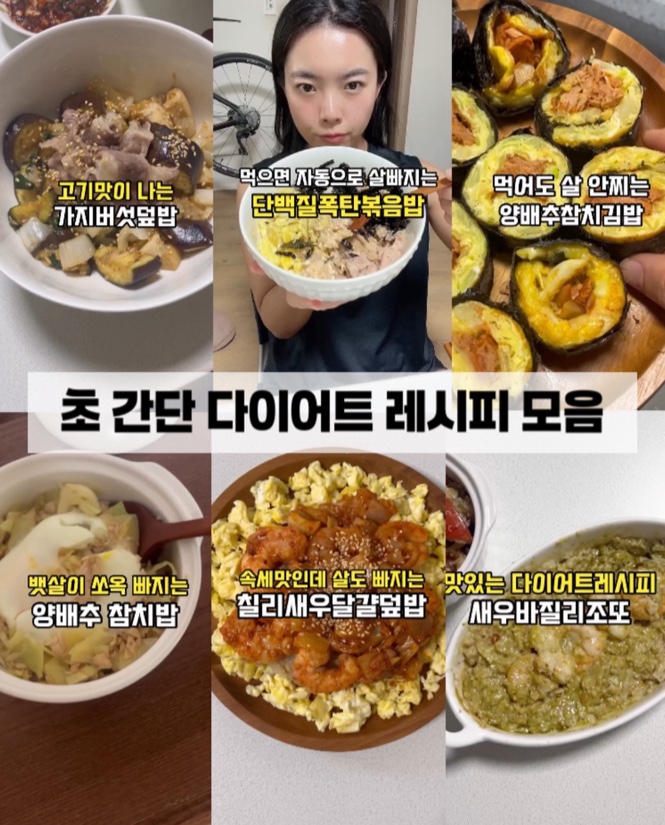 고기맛이 나는
가지버섯덮밥
먹으면 자동으로 살빠지는
단백질폭탄볶음밥
먹어도 살 안찌는
양배추참치김밥
초 간단 다이어트 레시피 모음
뱃살이 쏘옥 빠지는
양배추 참치밥
속세맛인데 살도 빠지는
칠리새우달걀덮밥
맛있는 다이어트레시피
새우바질리조또